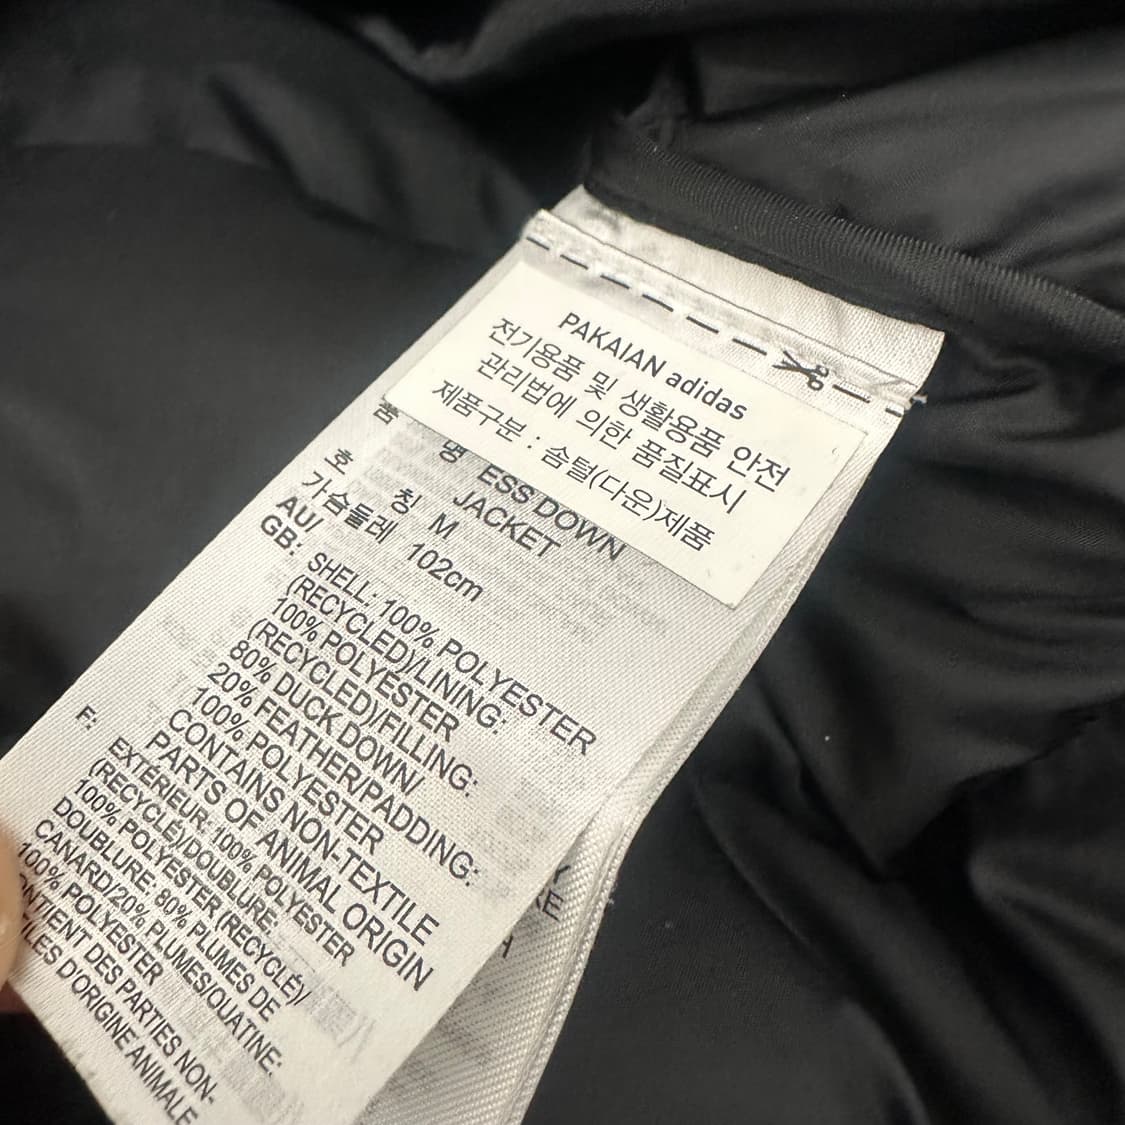 PAKAIAN adidas
전기용품 및 생활용품 안전
관리법에 의한 품질표시
제품구분 : 솜털(다운)제품
품 명 ESS DOWN
JACKET
호 칭 M
가슴둘레 102cm
AU/
GB: SHELL: 100% POLYESTER
(RECYCLED)/LINING:
100% POLYESTER
(RECYCLED)/FILLING:
80% DUCK DOWN/
20% FEATHER/PADDING:
100% POLYESTER
CONTAINS NON-TEXTILE
PARTS OF ANIMAL ORIGIN
F: EXTÉRIEUR: 100% POLYESTER
(RECYCLÉ)/DOUBLURE:
100% POLYESTER (RECYCLÉ)/
DOUBLURE: 80% PLUMES DE
CANARD/20% PLUMES/OUATINE:
100% POLYESTER
ONTIENT DES PARTIES NON-
TILES D'ORIGINE ANIMALE